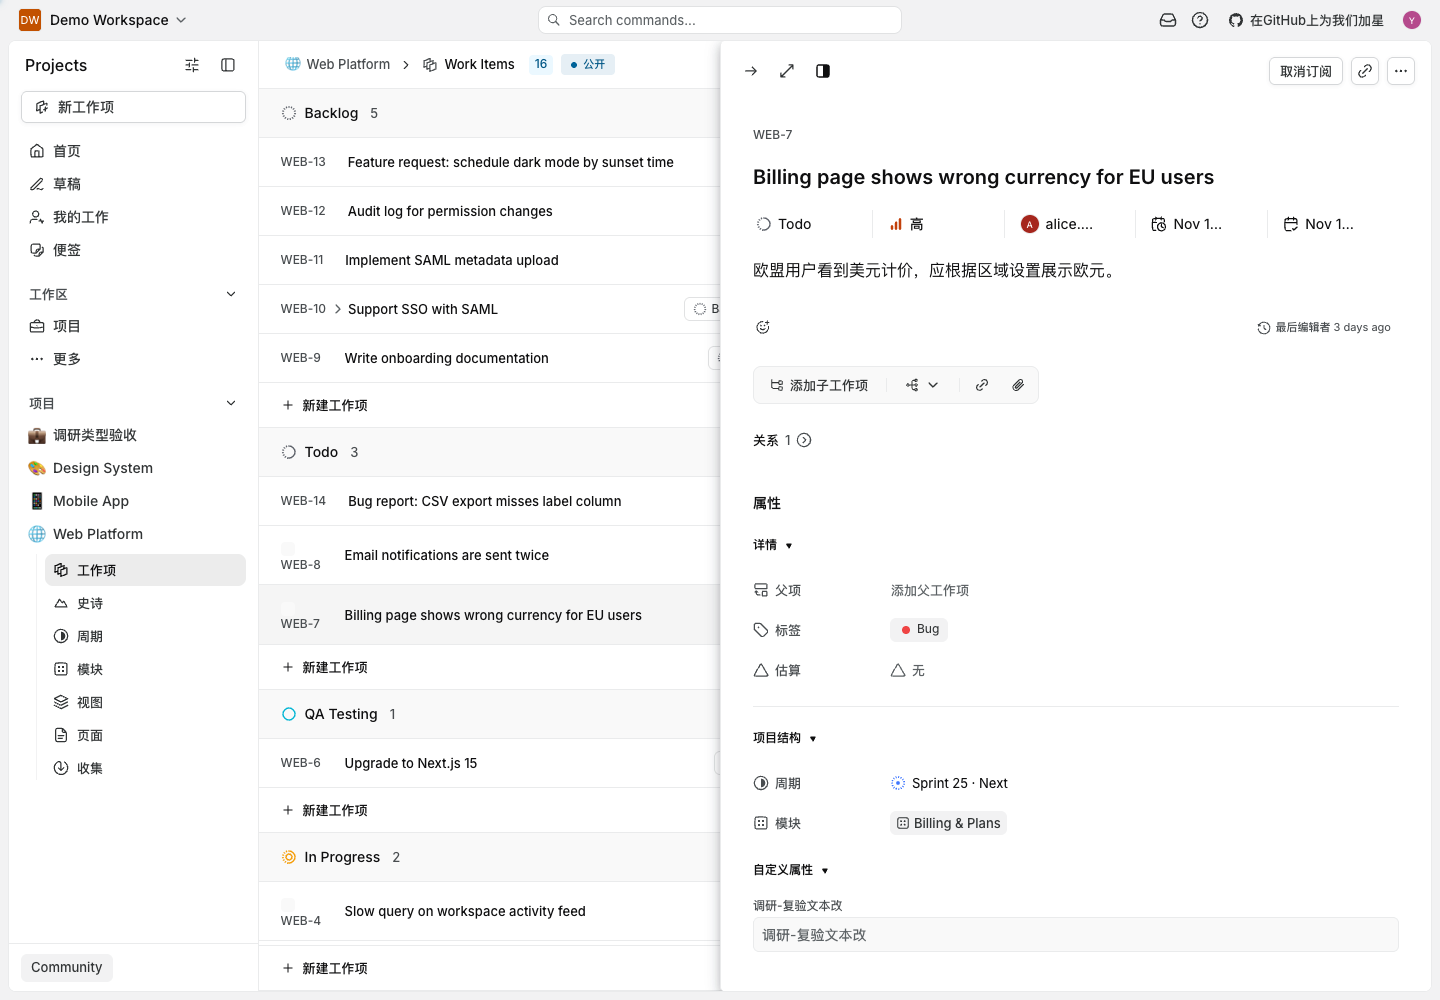 DW Demo Workspace
Search commands...
在GitHub上为我们加星
Y
Projects
新工作项
首页
草稿
我的工作
便签
工作区
项目
更多
项目
调研类型验收
Design System
Mobile App
Web Platform
工作项
史诗
周期
模块
视图
页面
收集
Community
Web Platform
Work Items
16
公开
Backlog 5
WEB-13 Feature request: schedule dark mode by sunset time
WEB-12 Audit log for permission changes
WEB-11 Implement SAML metadata upload
WEB-10 Support SSO with SAML
B
WEB-9 Write onboarding documentation
新建工作项
Todo 3
WEB-14 Bug report: CSV export misses label column
WEB-8 Email notifications are sent twice
WEB-7 Billing page shows wrong currency for EU users
新建工作项
QA Testing 1
WEB-6 Upgrade to Next.js 15
新建工作项
In Progress 2
WEB-4 Slow query on workspace activity feed
新建工作项
取消订阅
WEB-7
Billing page shows wrong currency for EU users
Todo
高
A alice....
Nov 1...
Nov 1...
欧盟用户看到美元计价，应根据区域设置展示欧元。
最后编辑者 3 days ago
添加子工作项
关系 1
属性
详情
父项 添加父工作项
标签 Bug
估算 无
项目结构
周期 Sprint 25 · Next
模块 Billing & Plans
自定义属性
调研-复验文本改
调研-复验文本改